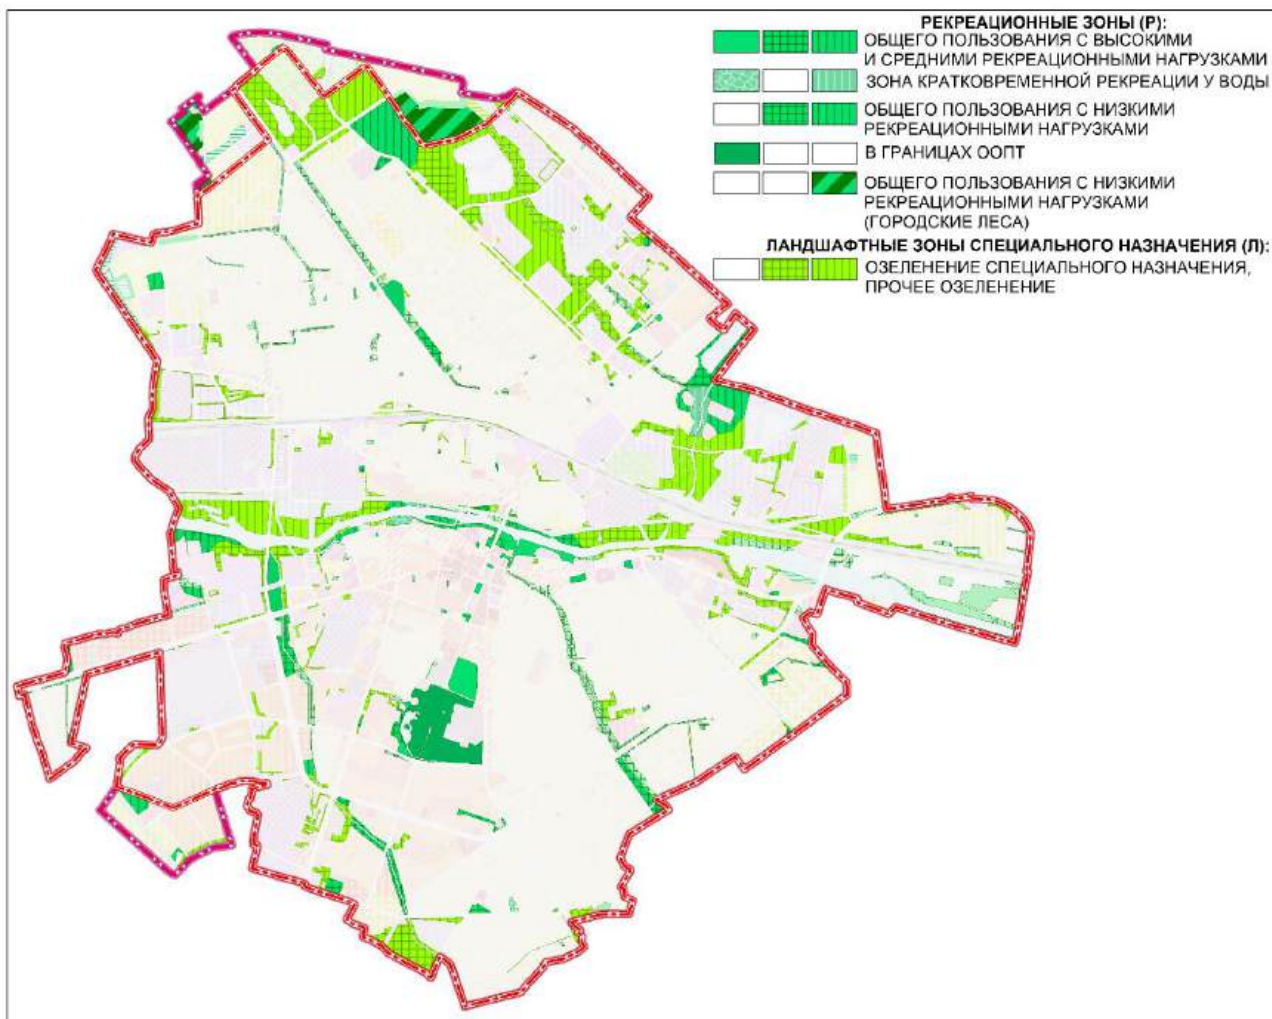 РЕКРЕАЦИОННЫЕ ЗОНЫ (Р):
ОБЩЕГО ПОЛЬЗОВАНИЯ С ВЫСОКИМИ
И СРЕДНИМИ РЕКРЕАЦИОННЫМИ НАГРУЗКАМИ
ЗОНА КРАТКОВРЕМЕННОЙ РЕКРЕАЦИИ У ВОДЫ
ОБЩЕГО ПОЛЬЗОВАНИЯ С НИЗКИМИ
РЕКРЕАЦИОННЫМИ НАГРУЗКАМИ
В ГРАНИЦАХ ООПТ
ОБЩЕГО ПОЛЬЗОВАНИЯ С НИЗКИМИ
РЕКРЕАЦИОННЫМИ НАГРУЗКАМИ
(ГОРОДСКИЕ ЛЕСА)
ЛАНДШАФТНЫЕ ЗОНЫ СПЕЦИАЛЬНОГО НАЗНАЧЕНИЯ (Л):
ОЗЕЛЕНЕНИЕ СПЕЦИАЛЬНОГО НАЗНАЧЕНИЯ,
ПРОЧЕЕ ОЗЕЛЕНЕНИЕ